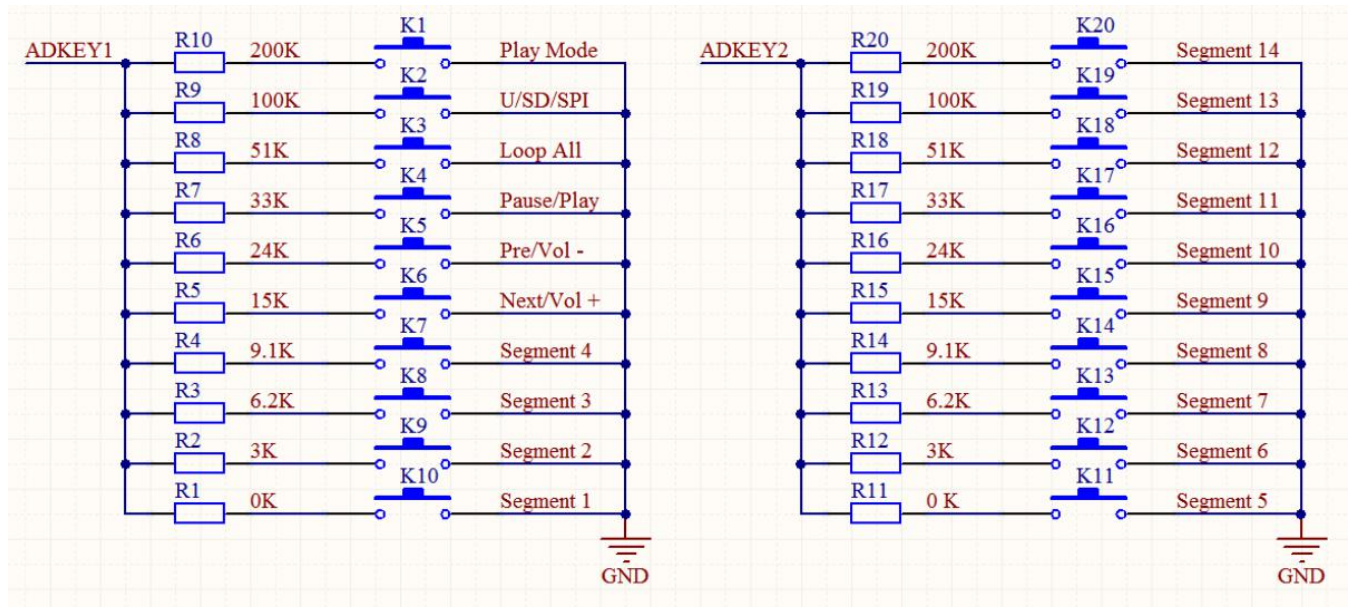 K1 K20
ADKEY1 R10 200K Play Mode ADKEY2 R20 200K Segment 14
K2 K19
R9 100K U/SD/SPI R19 100K Segment 13
K3 K18
R8 51K Loop All R18 51K Segment 12
K4 K17
R7 33K Pause/Play R17 33K Segment 11
K5 K16
R6 24K Pre/Vol - R16 24K Segment 10
K6 K15
R5 15K Next/Vol + R15 15K Segment 9
K7 K14
R4 9.1K Segment 4 R14 9.1K Segment 8
K8 K13
R3 6.2K Segment 3 R13 6.2K Segment 7
K9 K12
R2 3K Segment 2 R12 3K Segment 6
K10 K11
R1 0K Segment 1 R11 0 K Segment 5
GND GND